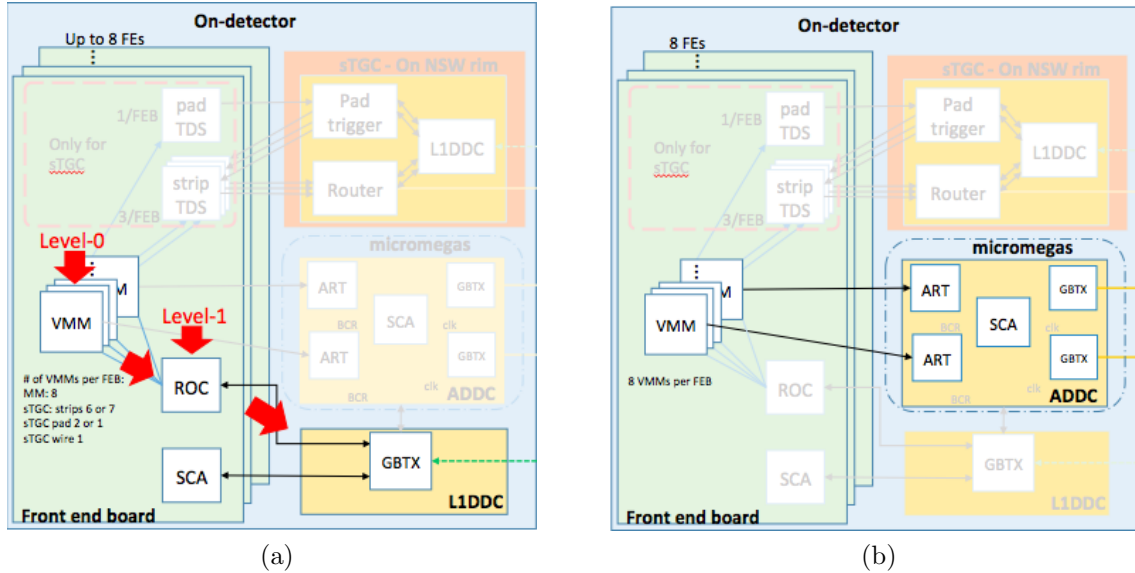 On-detector
Up to 8 FEs
⋮
sTGC - On NSW rim
pad
TDS
1/FEB
Pad
trigger
Only for
sTGC
L1DDC
strip
TDS
Router
3/FEB
Level-0
micromegas
⋮
M
VMM
ART
GBTX
SCA
Level-1
BCR
clk
ART
GBTX
# of VMMs per FEB:
MM: 8
sTGC: strips 6 or 7
sTGC pad 2 or 1
sTGC wire 1
ROC
clk
ADDC
BCR
GBTX
SCA
L1DDC
Front end board
(a)
On-detector
8 FEs
⋮
sTGC - On NSW rim
pad
TDS
1/FEB
Pad
trigger
Only for
sTGC
L1DDC
strip
TDS
Router
3/FEB
micromegas
⋮
M
VMM
ART
GBTX
SCA
BCR
clk
ART
GBTX
8 VMMs per FEB
ROC
clk
ADDC
BCR
GBTX
SCA
L1DDC
Front end board
(b)